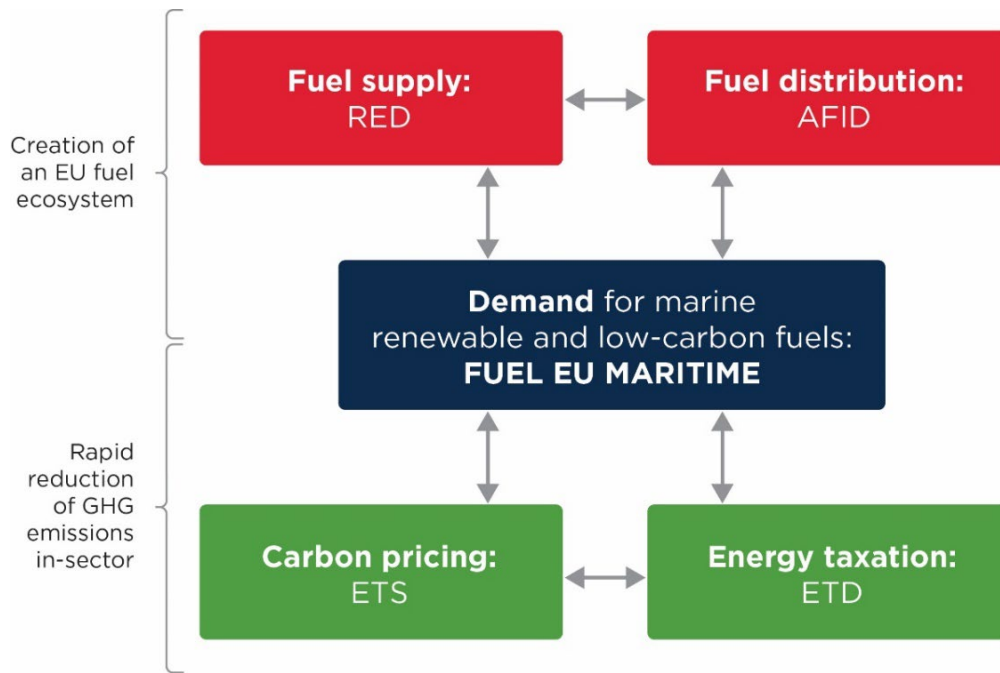 Creation of
an EU fuel
ecosystem
Fuel supply:
RED
Fuel distribution:
AFID
Demand for marine
renewable and low-carbon fuels:
FUEL EU MARITIME
Rapid
reduction
of GHG
emissions
in-sector
Carbon pricing:
ETS
Energy taxation:
ETD